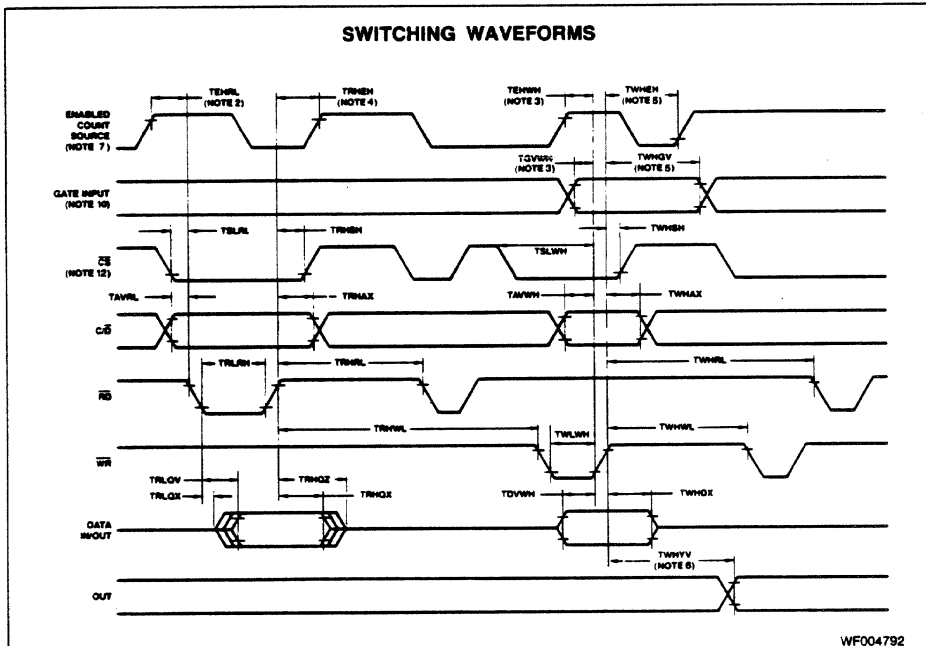 SWITCHING WAVEFORMS
TEHRL
(NOTE 2)
TRHEH
(NOTE 4)
TEHWH
(NOTE 3)
TWHEH
(NOTE 5)
ENABLED
COUNT
SOURCE
(NOTE 7)
TGVWH
(NOTE 3)
TWHGV
(NOTE 5)
GATE INPUT
(NOTE 10)
TSLRL
TRHSH
TSLWH
TWHSH
CS
(NOTE 12)
TAVRL
TRHAX
TAVWH
TWHAX
C/D
TRLRH
TRHRL
TWHRL
RD
TRHWL
TWLWH
TWHWL
WR
TRLQV
TRHQZ
TRLQX
TRHQX
TDVWH
TWHDX
DATA
IN/OUT
TWHYV
(NOTE 6)
OUT
WF004792